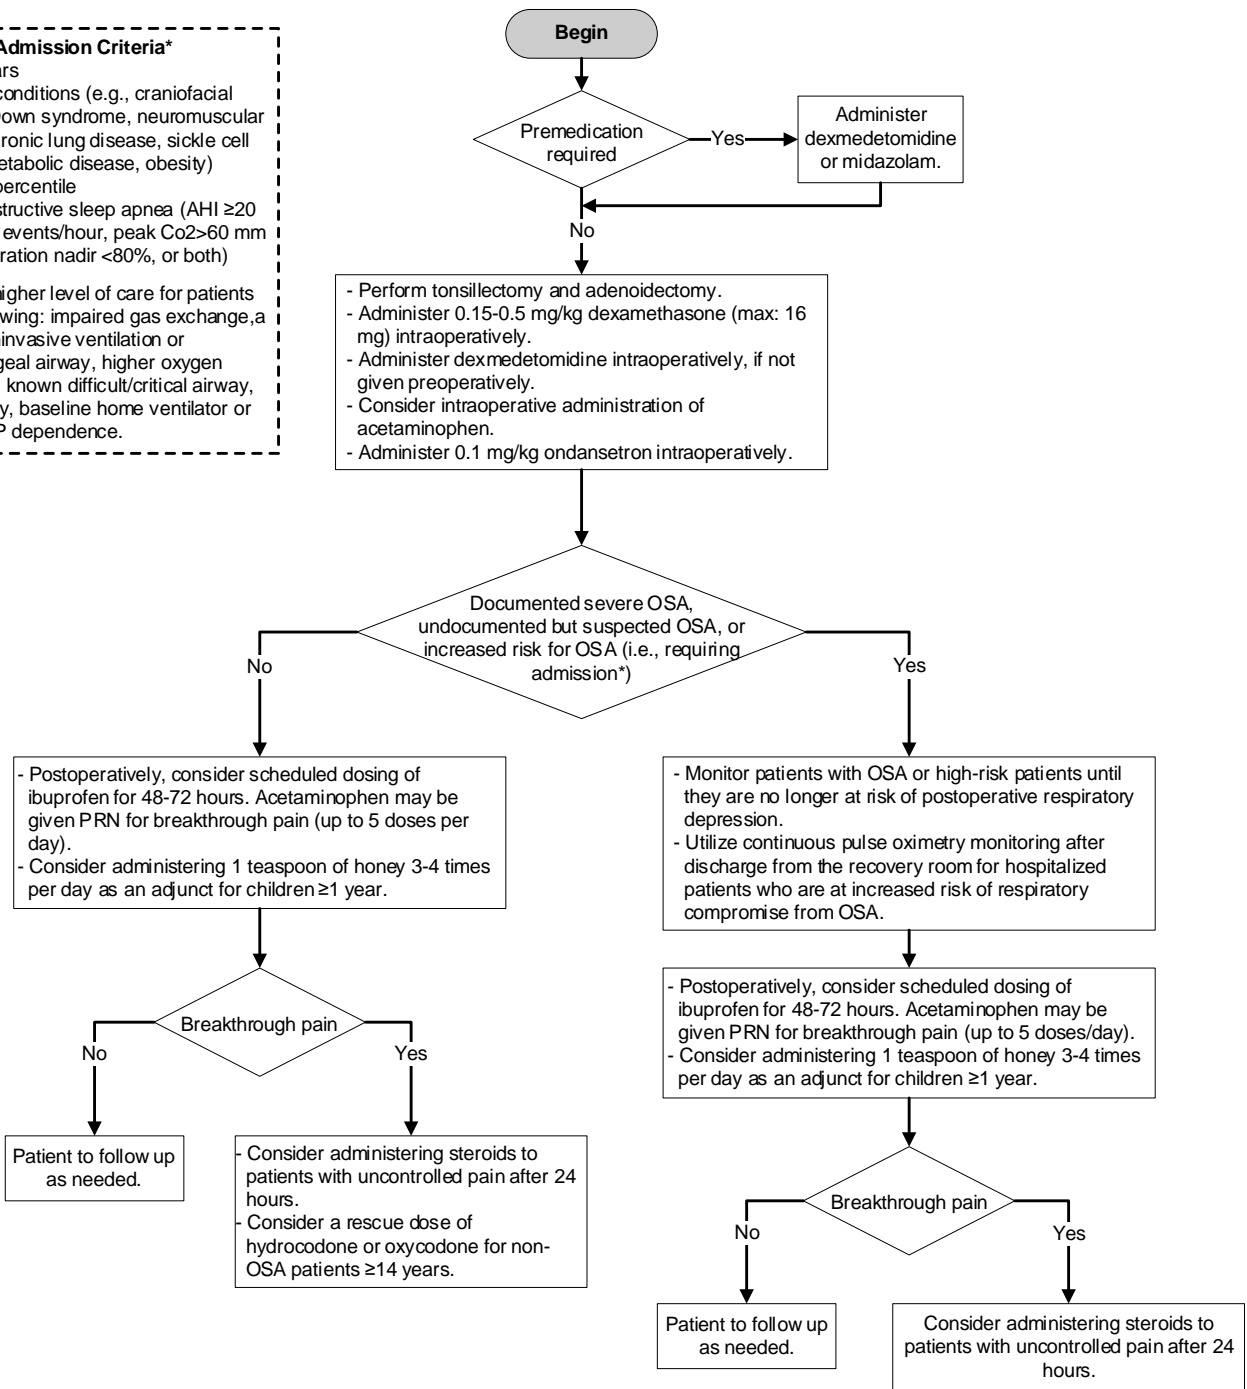 Begin
Admission Criteria*
conditions (e.g., craniofacial
Down syndrome, neuromuscular
chronic lung disease, sickle cell
metabolic disease, obesity)
percentile
obstructive sleep apnea (AHI ≥20
events/hour, peak Co2>60 mm
nadir <80%, or both)
higher level of care for patients
impaired gas exchange,a
ventilation or
airway, higher oxygen
known difficult/critical airway,
baseline home ventilator or
dependence.
Premedication
required
Yes
Administer
dexmedetomidine
or midazolam.
No
- Perform tonsillectomy and adenoidectomy.
- Administer 0.15-0.5 mg/kg dexamethasone (max: 16
mg) intraoperatively.
- Administer dexmedetomidine intraoperatively, if not
given preoperatively.
- Consider intraoperative administration of
acetaminophen.
- Administer 0.1 mg/kg ondansetron intraoperatively.
Documented severe OSA,
undocumented but suspected OSA, or
increased risk for OSA (i.e., requiring
admission*)
No
Yes
- Postoperatively, consider scheduled dosing of
ibuprofen for 48-72 hours. Acetaminophen may be
given PRN for breakthrough pain (up to 5 doses per
day).
- Consider administering 1 teaspoon of honey 3-4 times
per day as an adjunct for children ≥1 year.
Breakthrough pain
No
Yes
Patient to follow up
as needed.
- Consider administering steroids to
patients with uncontrolled pain after 24
hours.
- Consider a rescue dose of
hydrocodone or oxycodone for non-
OSA patients ≥14 years.
- Monitor patients with OSA or high-risk patients until
they are no longer at risk of postoperative respiratory
depression.
- Utilize continuous pulse oximetry monitoring after
discharge from the recovery room for hospitalized
patients who are at increased risk of respiratory
compromise from OSA.
- Postoperatively, consider scheduled dosing of
ibuprofen for 48-72 hours. Acetaminophen may be
given PRN for breakthrough pain (up to 5 doses/day).
- Consider administering 1 teaspoon of honey 3-4 times
per day as an adjunct for children ≥1 year.
Breakthrough pain
No
Yes
Patient to follow up
as needed.
Consider administering steroids to
patients with uncontrolled pain after 24
hours.